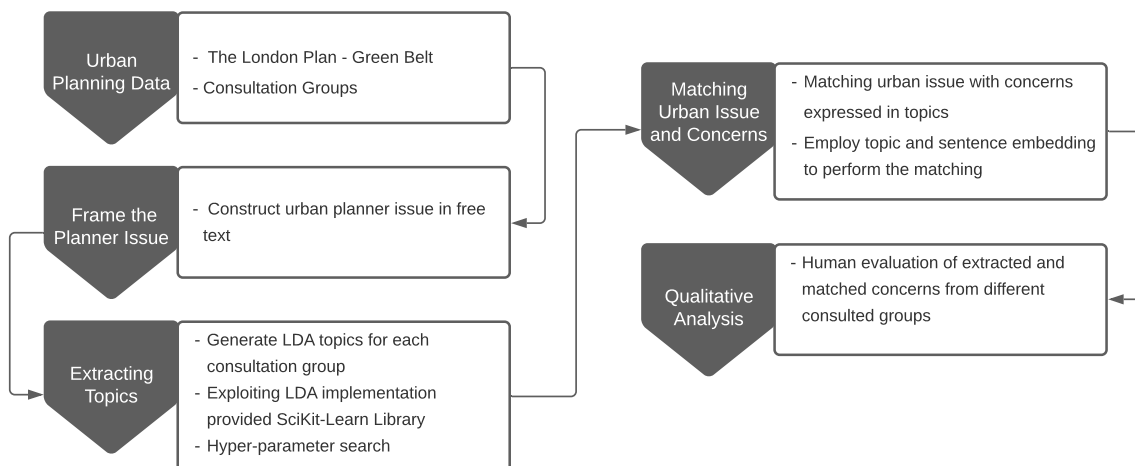 Urban
Planning Data
- The London Plan - Green Belt
- Consultation Groups
Frame the
Planner Issue
- Construct urban planner issue in free
text
Extracting
Topics
- Generate LDA topics for each
consultation group
- Exploiting LDA implementation
provided SciKit-Learn Library
- Hyper-parameter search
Matching
Urban Issue
and Concerns
- Matching urban issue with concerns
expressed in topics
- Employ topic and sentence embedding
to perform the matching
Qualitative
Analysis
- Human evaluation of extracted and
matched concerns from different
consulted groups